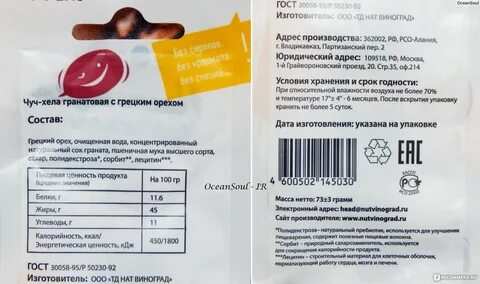 Без сиропов,
без крахмала,
без специй.
Чуч-хела гранатовая с грецким орехом
Состав:
Грецкий орех, очищенная вода, концентрированный
натуральный сок граната, пшеничная мука высшего сорта,
сахар, полидекстроза*, сорбит**, лецитин***.
Пищевая ценность продукта
(средние значения)
На 100 гр
Белки, г
11.6
Жиры, г
45
Углеводы, г
11
Калорийность, ккал/
Энергетическая ценность, кДж
450/1800
ГОСТ 30058-95/Р 50230-92
Изготовитель: ООО «ТД НАТ ВИНОГРАД»
OceanSoul - IR
OceanSoul
ГОСТ 30058-95/Р 50230-92
Изготовитель: ООО «ТД НАТ ВИНОГРАД»
Адрес производства: 362002, РФ, РСО-Алания,
г. Владикавказ, Партизанский пер. 2
Юридический адрес: 109518, РФ, Москва,
1-й Грайвороновский проезд, 20. Стр.35, оф.214
Условия хранения и срок годности:
При относительной влажности воздуха не более 70%
и температуре 17°± 4° - 6 месяцев. После вскрытия упаковки
хранить не более 5 суток.
Дата изготовления: указана на упаковке
4 600502 145030
EAC
РСТ
Масса нетто: 73±3 грамм
Электронный адрес: head@nutvinograd.ru
Сайт: www.nutvinograd.ru
*Полидекстроза- натуральный пребиотик, используется для улучшения
пищеварения, содержит полезные пищевые волокна.
**Сорбит – природный сахарозаменитель, используется
для сокращения калорийности продукта.
***Лецитин – строительный материал для клеточных оболочек,
нормализующий работу сердца, мозга и печени.
IRECOMMEND.RU